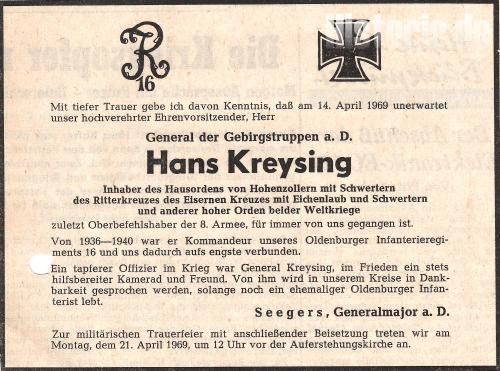 Historia.de
R
16
Mit tiefer Trauer gebe ich davon Kenntnis, daß am 14. April 1969 unerwartet
unser hochverehrter Ehrenvorsitzender, Herr
General der Gebirgstruppen a. D.
Hans Kreysing
Inhaber des Hausordens von Hohenzollern mit Schwertern
des Ritterkreuzes des Eisernen Kreuzes mit Eichenlaub und Schwertern
und anderer hoher Orden beider Weltkriege
zuletzt Oberbefehlshaber der 8. Armee, für immer von uns gegangen ist.
Von 1936—1940 war er Kommandeur unseres Oldenburger Infanterieregi-
ments 16 und uns dadurch aufs engste verbunden.
Ein tapferer Offizier im Krieg war General Kreysing, im Frieden ein stets
hilfsbereiter Kamerad und Freund. Von ihm wird in unserem Kreise in Dank-
barkeit gesprochen werden, solange noch ein ehemaliger Oldenburger Infan-
terist lebt.
Seegers, Generalmajor a. D.
Zur militärischen Trauerfeier mit anschließender Beisetzung treten wir am
Montag, dem 21. April 1969, um 12 Uhr vor der Auferstehungskirche an.